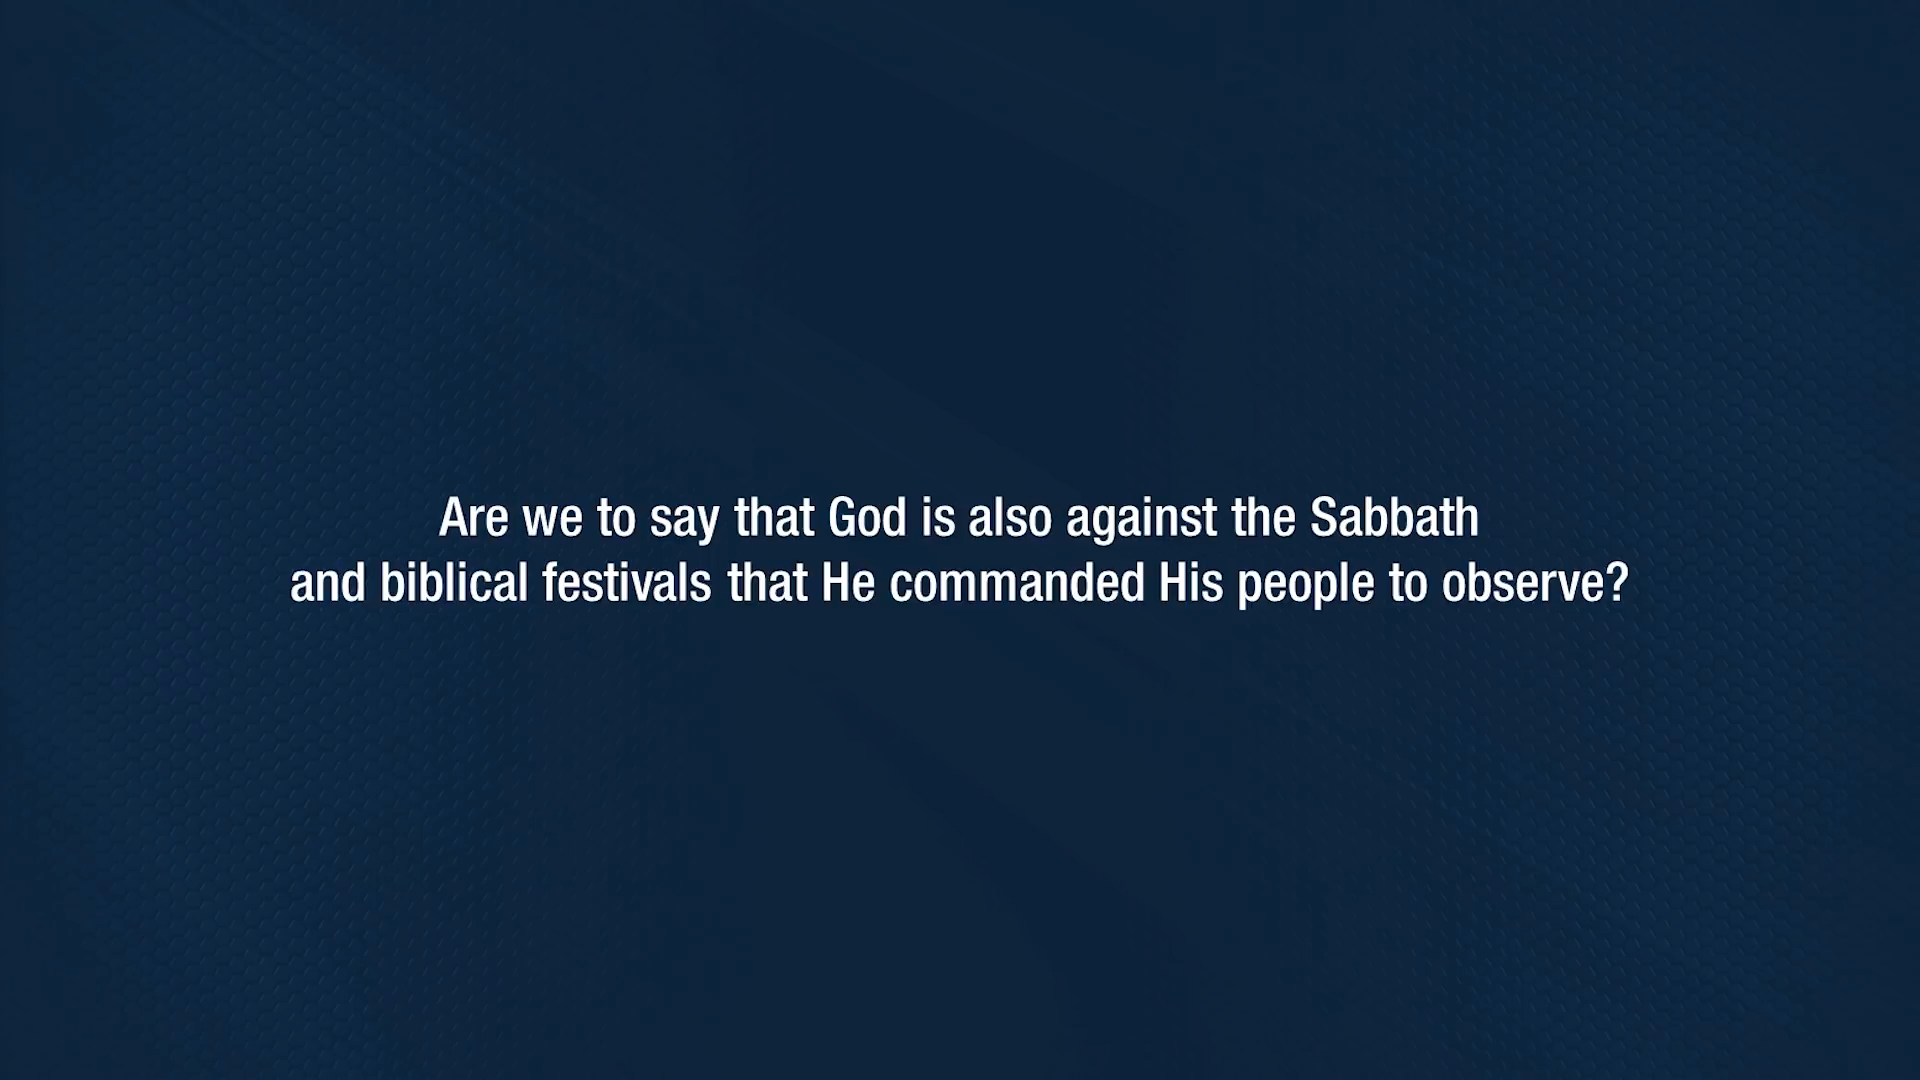 Are we to say that God is also against the Sabbath
and biblical festivals that He commanded His people to observe?